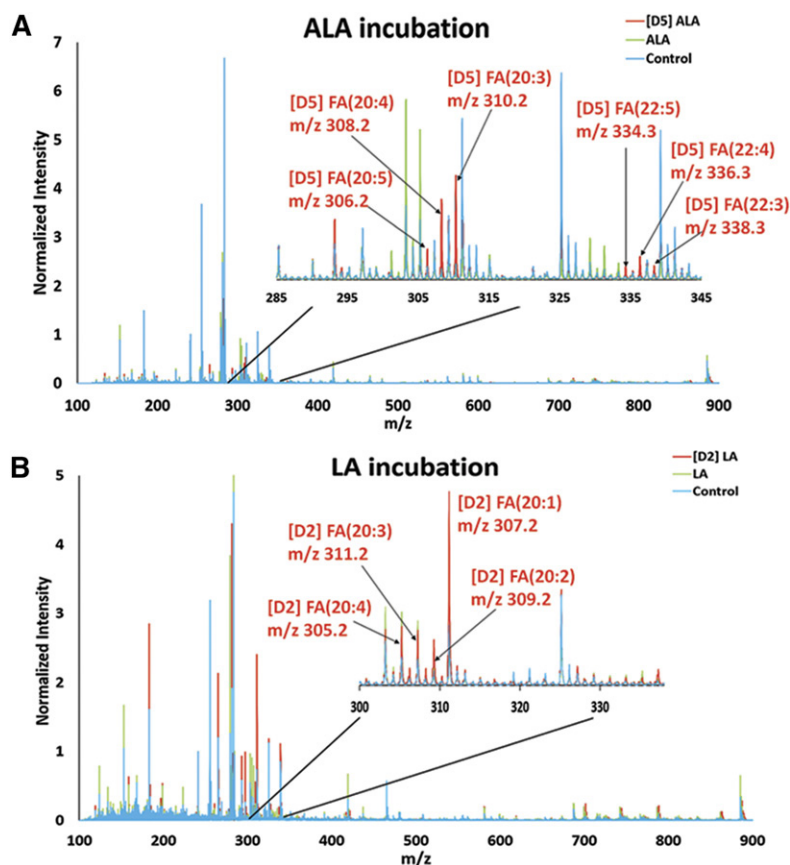 A
ALA incubation
[D5] ALA
ALA
Control
Normalized Intensity
7
6
5
4
3
2
1
0
[D5] FA(20:4)
m/z 308.2
[D5] FA(20:3)
m/z 310.2
[D5] FA(22:5)
m/z 334.3
[D5] FA(20:5)
m/z 306.2
[D5] FA(22:4)
m/z 336.3
[D5] FA(22:3)
m/z 338.3
285 295 305 315 325 335 345
100 200 300 400 500 600 700 800 900
m/z
B
LA incubation
[D2] LA
LA
Control
Normalized Intensity
5
4
3
2
1
0
[D2] FA(20:1)
m/z 307.2
[D2] FA(20:3)
m/z 311.2
[D2] FA(20:2)
m/z 309.2
[D2] FA(20:4)
m/z 305.2
300 310 320 330
100 200 300 400 500 600 700 800 900
m/z